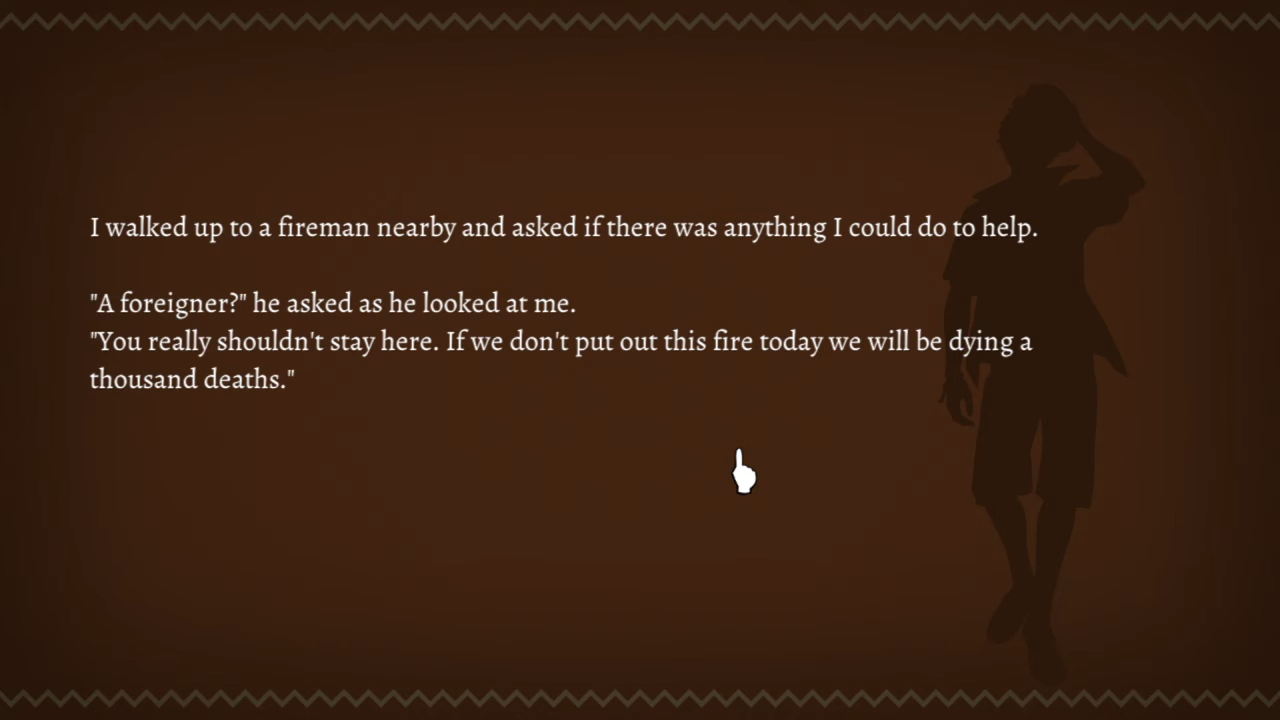 I walked up to a fireman nearby and asked if there was anything I could do to help.
"A foreigner?" he asked as he looked at me.
"You really shouldn't stay here. If we don't put out this fire today we will be dying a
thousand deaths."